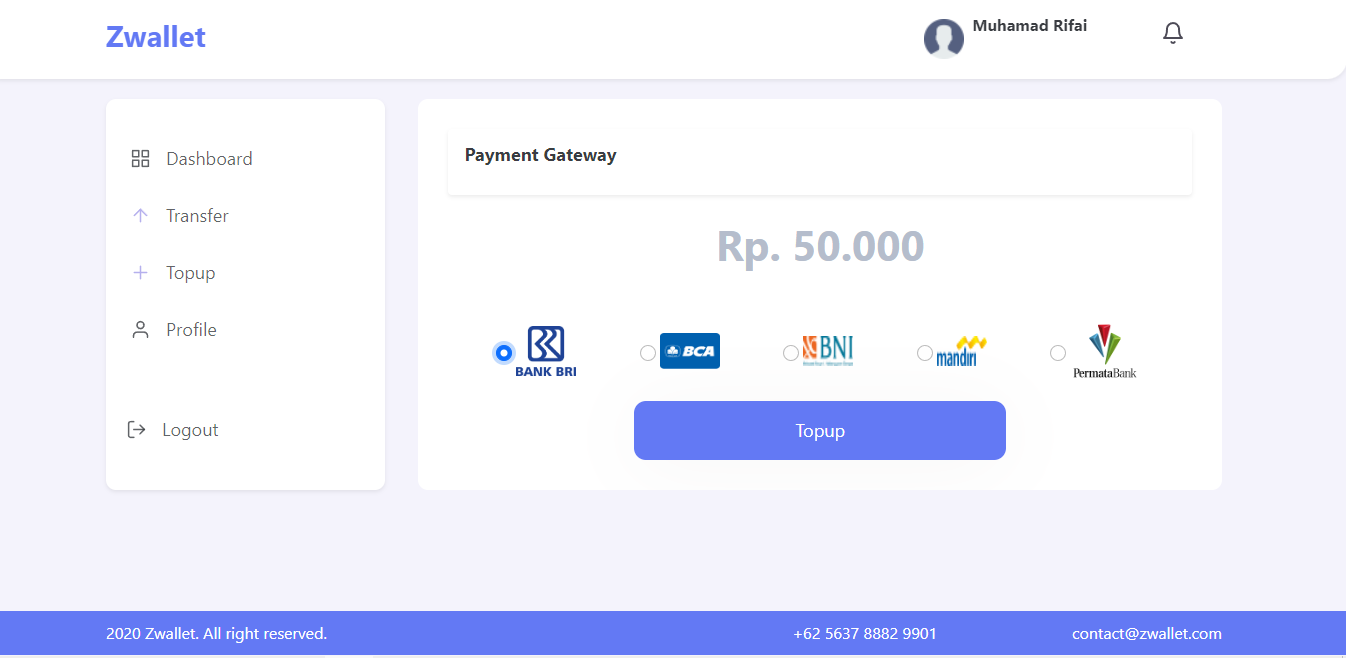 Zwallet
Muhamad Rifai
Dashboard
Transfer
Topup
Profile
Logout
Payment Gateway
Rp. 50.000
BANK BRI
BCA
BNI
mandiri
PermataBank
Topup
2020 Zwallet. All right reserved.
+62 5637 8882 9901
contact@zwallet.com